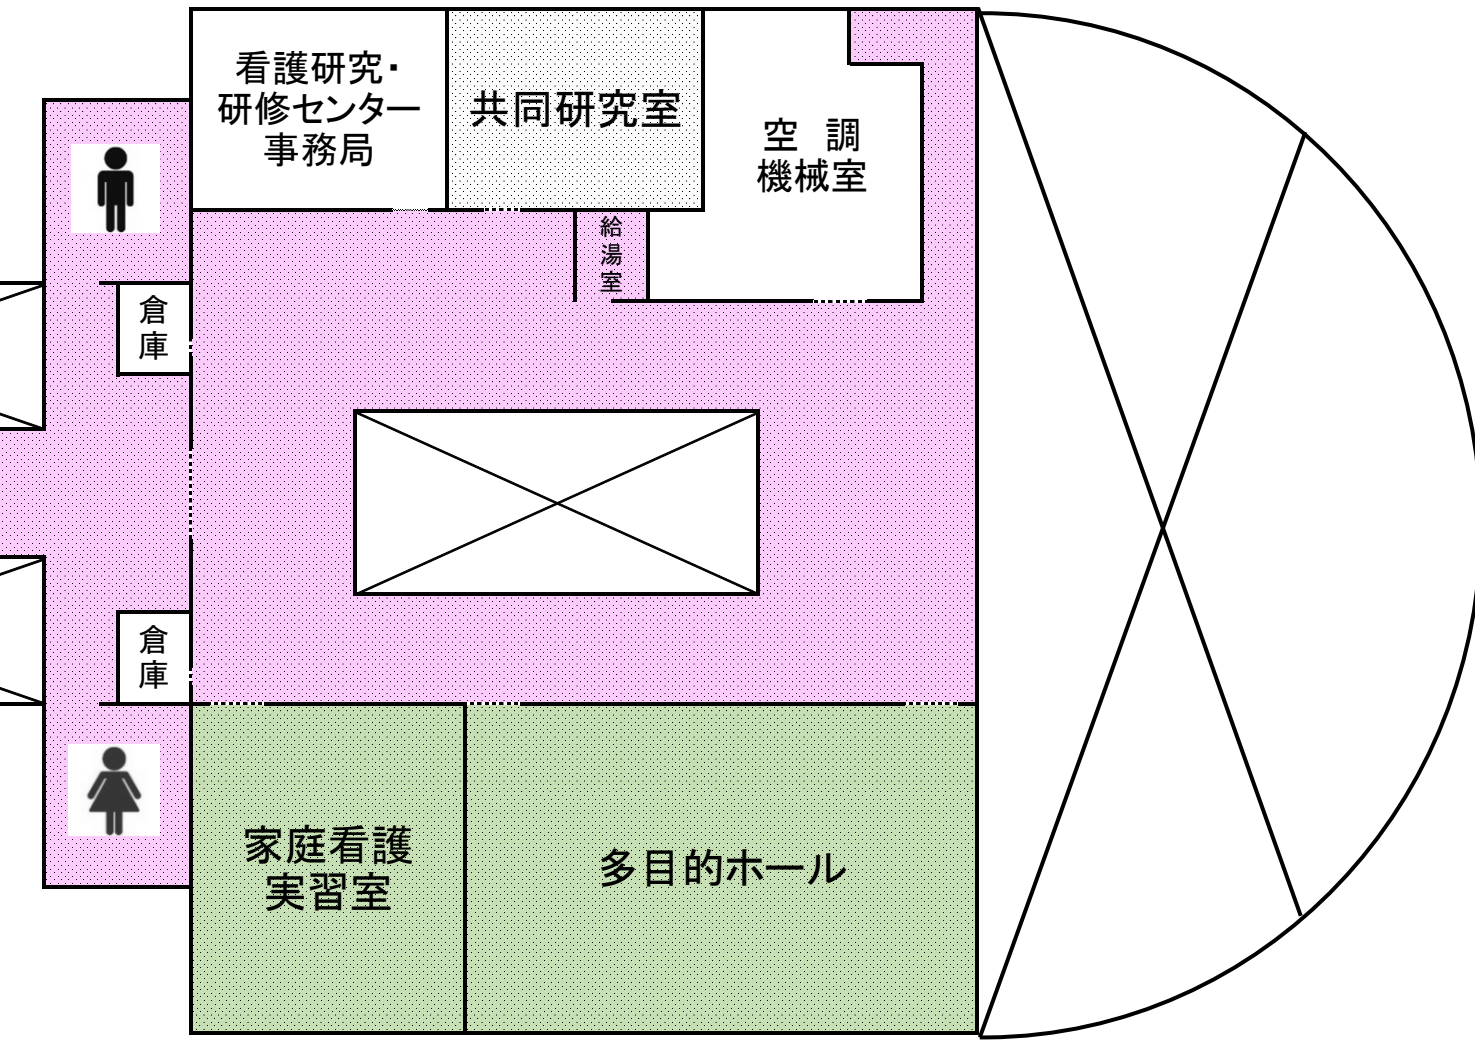 看護研究・
研修センター
事務局
共同研究室
空　調
機械室
給
湯
室
倉
庫
倉
庫
家庭看護
実習室
多目的ホール